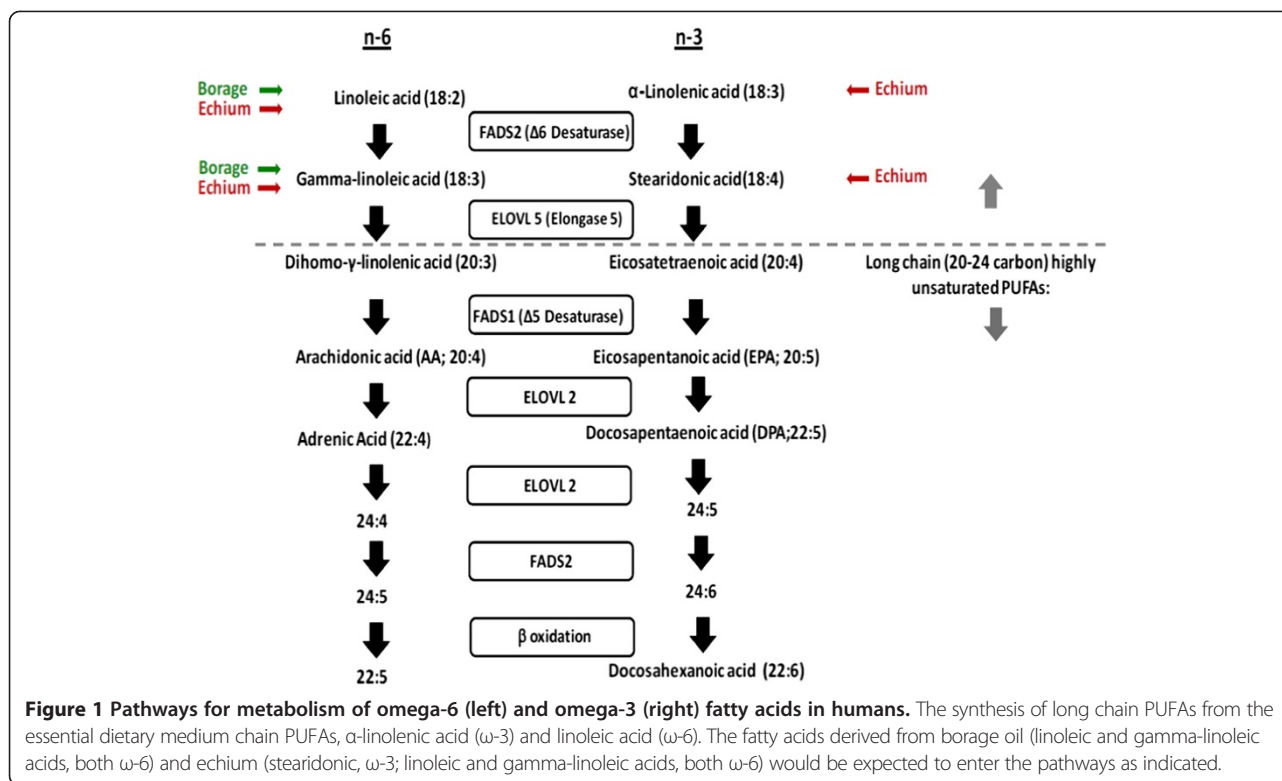 n-6 n-3
Borage Linoleic acid (18:2) α-Linolenic acid (18:3) Echium
Echium
FADS2 (Δ6 Desaturase)
Borage Gamma-linoleic acid (18:3) Stearidonic acid(18:4) Echium
Echium
ELOVL 5 (Elongase 5)
Dihomo-γ-linolenic acid (20:3) Eicosatetraenoic acid (20:4) Long chain (20-24 carbon) highly
unsaturated PUFAs:
FADS1 (Δ5 Desaturase)
Arachidonic acid (AA; 20:4) Eicosapentanoic acid (EPA; 20:5)
ELOVL 2
Adrenic Acid (22:4) Docosapentaenoic acid (DPA;22:5)
ELOVL 2
24:4 24:5
FADS2
24:5 24:6
β oxidation
22:5 Docosahexanoic acid (22:6)
Figure 1 Pathways for metabolism of omega-6 (left) and omega-3 (right) fatty acids in humans. The synthesis of long chain PUFAs from the
essential dietary medium chain PUFAs, α-linolenic acid (ω-3) and linoleic acid (ω-6). The fatty acids derived from borage oil (linoleic and gamma-linoleic
acids, both ω-6) and echium (stearidonic, ω-3; linoleic and gamma-linoleic acids, both ω-6) would be expected to enter the pathways as indicated.